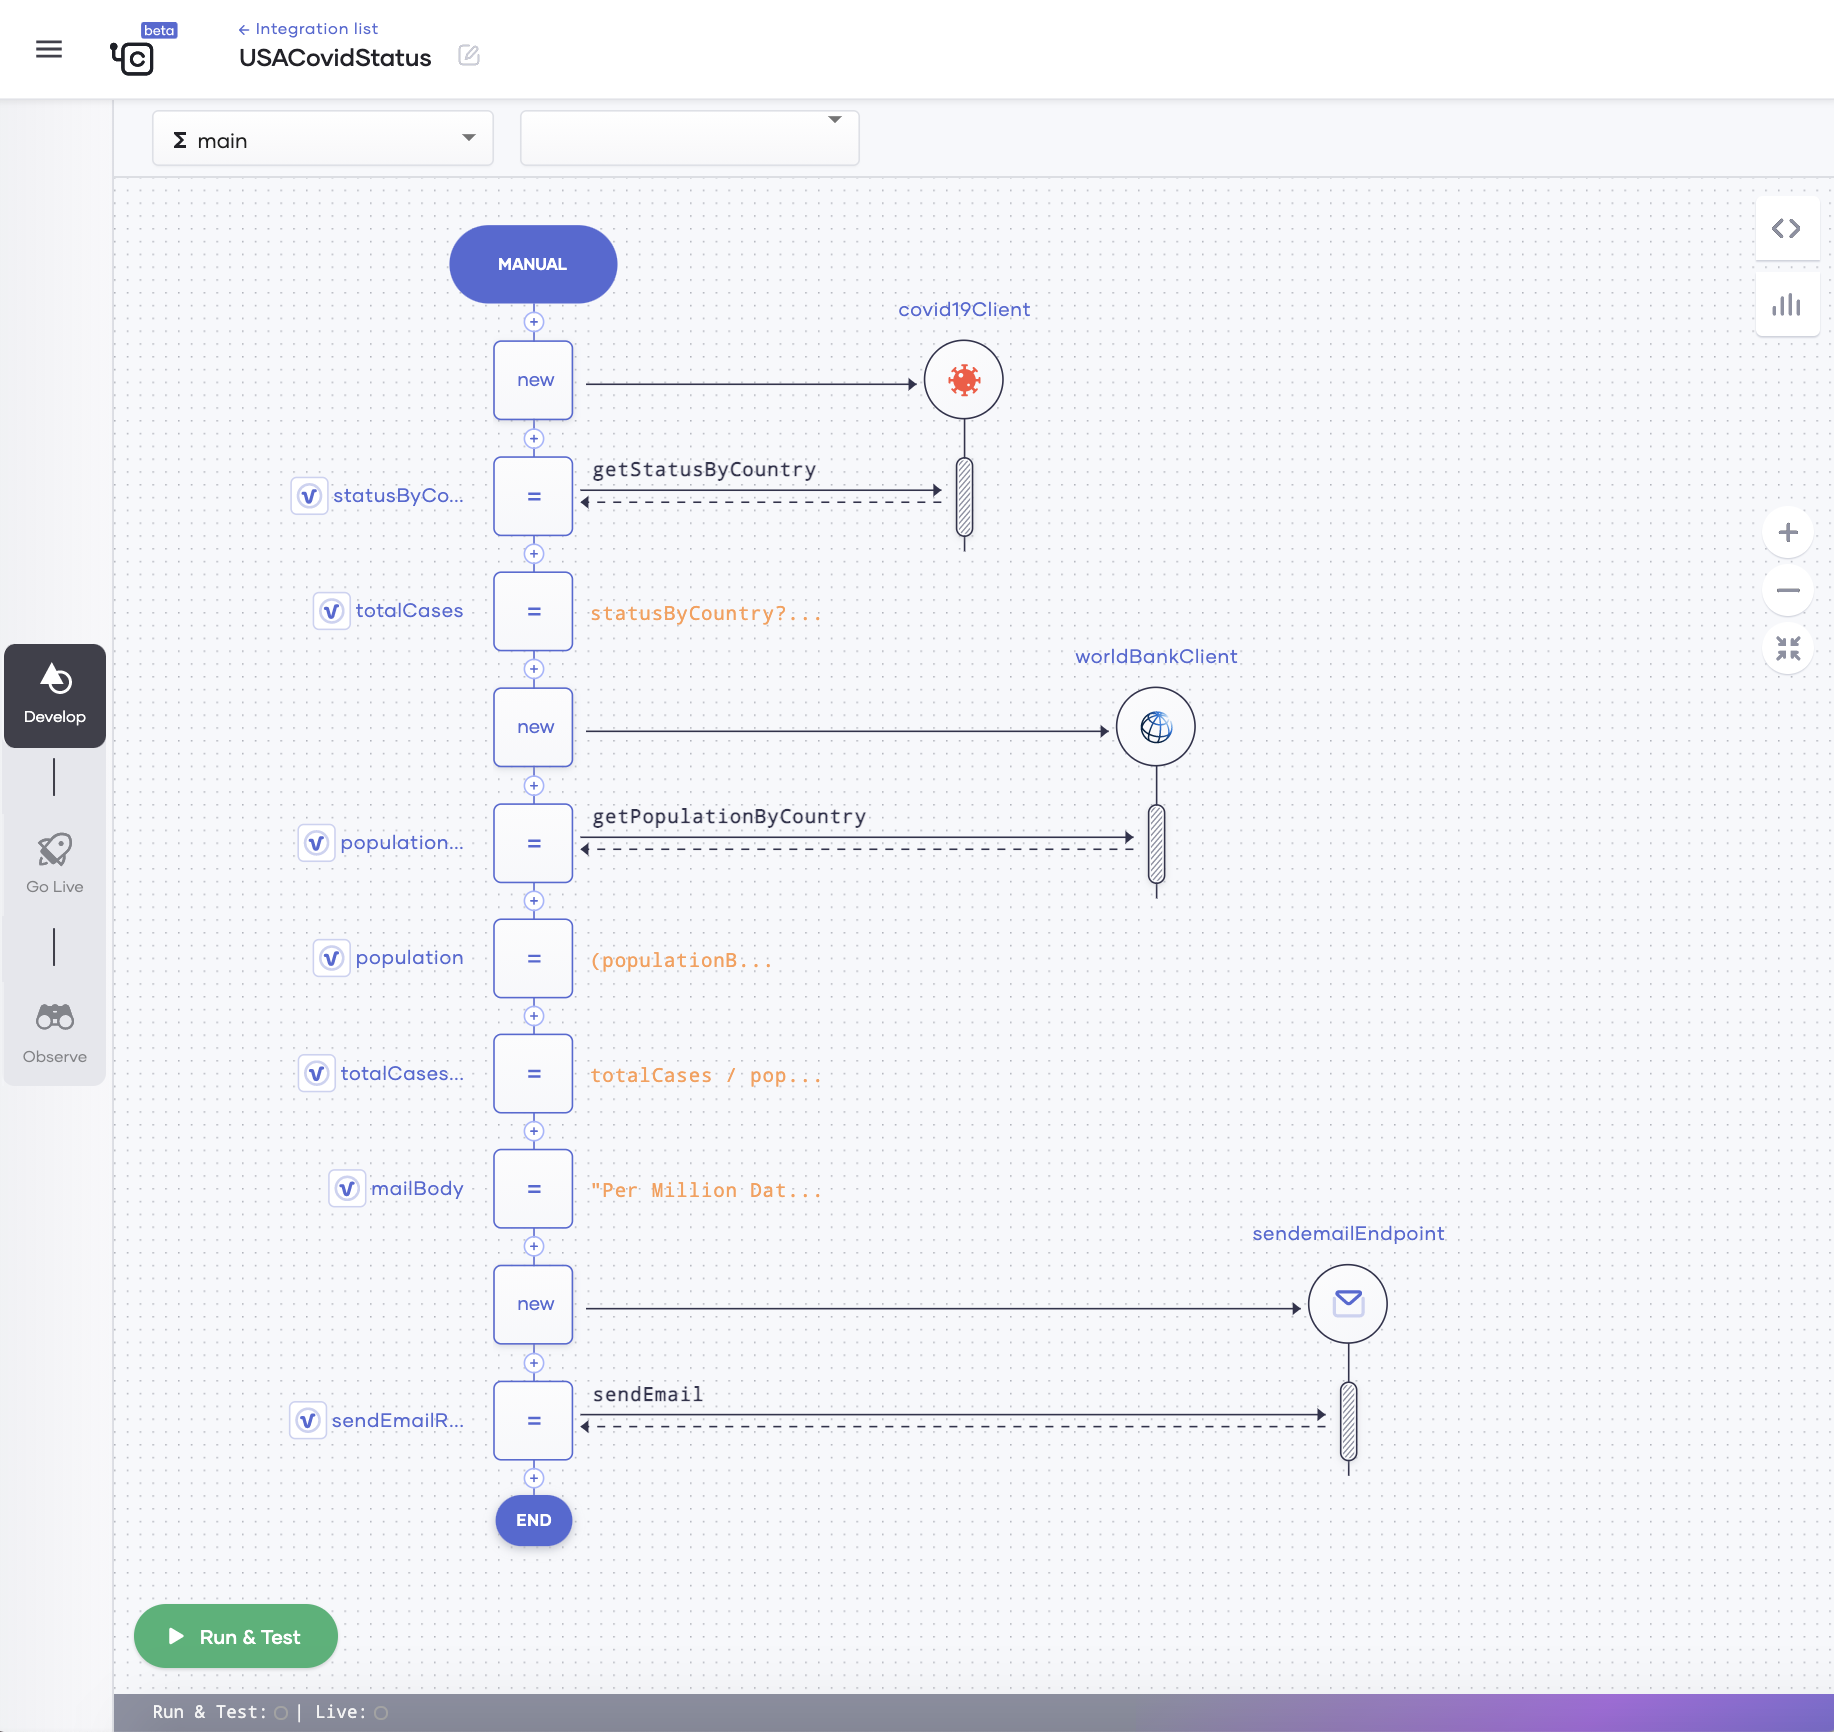 beta
← Integration list
USACovidStatus
Σ main
MANUAL
covid19Client
new
getStatusByCountry
statusByCo...
=
totalCases
=
statusByCountry?...
worldBankClient
new
getPopulationByCountry
population...
=
population
=
(populationB...
totalCases...
=
totalCases / pop...
mailBody
=
"Per Million Dat...
sendemailEndpoint
new
sendEmail
sendEmailR...
=
END
Develop
Go Live
Observe
Run & Test
Run & Test: | Live: